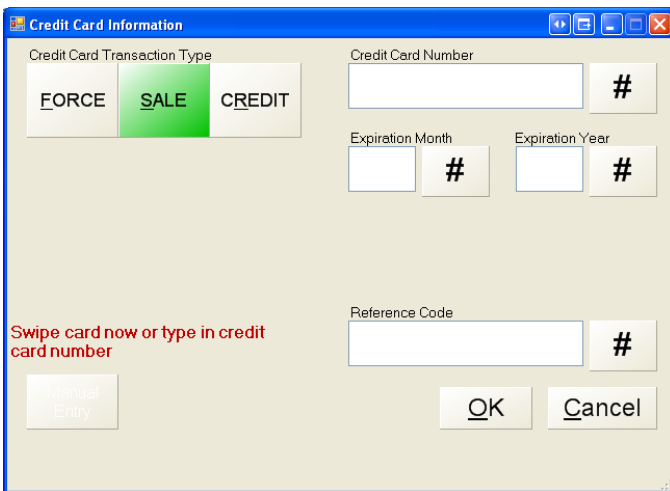 Credit Card Information
Credit Card Transaction Type
FORCE SALE CREDIT
Credit Card Number
#
Expiration Month Expiration Year
# #
Swipe card now or type in credit
card number
Reference Code
#
Manual
Entry
OK Cancel